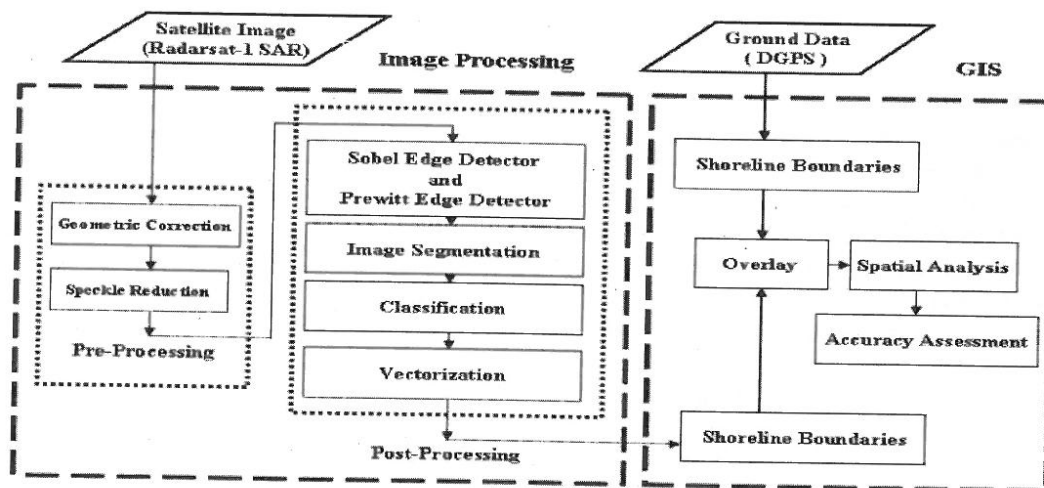 Satellite Image
(Radarsat-1 SAR)
Image Processing
Ground Data
( DGPS )
GIS
Geometric Correction
Speckle Reduction
Pre-Processing
Sobel Edge Detector
and
Prewitt Edge Detector
Image Segmentation
Classification
Vectorization
Post-Processing
Shoreline Boundaries
Overlay
Spatial Analysis
Accuracy Assessment
Shoreline Boundaries